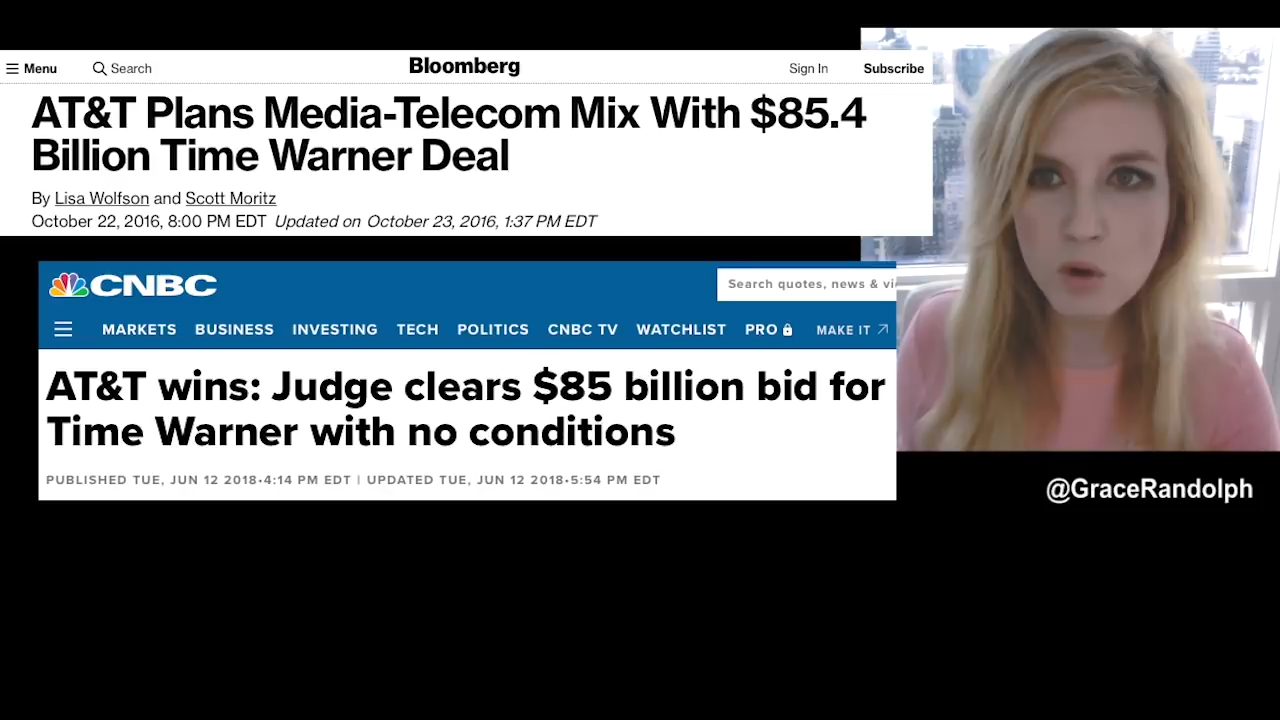 Menu Search Bloomberg Sign In Subscribe
AT&T Plans Media-Telecom Mix With $85.4
Billion Time Warner Deal
By Lisa Wolfson and Scott Moritz
October 22, 2016, 8:00 PM EDT Updated on October 23, 2016, 1:37 PM EDT
CNBC Search quotes, news & vi
MARKETS BUSINESS INVESTING TECH POLITICS CNBC TV WATCHLIST PRO MAKE IT
AT&T wins: Judge clears $85 billion bid for
Time Warner with no conditions
PUBLISHED TUE, JUN 12 2018•4:14 PM EDT | UPDATED TUE, JUN 12 2018•5:54 PM EDT
@GraceRandolph